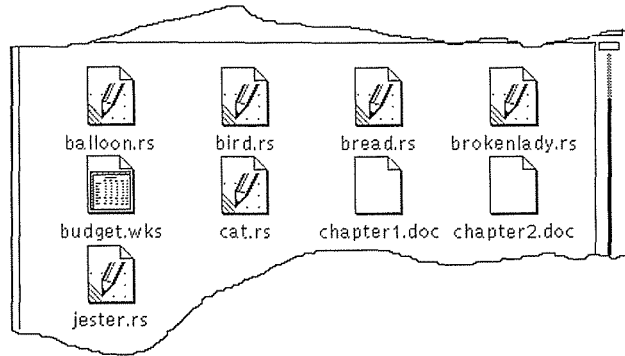 balloon.rs bird.rs bread.rs brokenlady.rs
budget.wks cat.rs chapter1.doc chapter2.doc
jester.rs